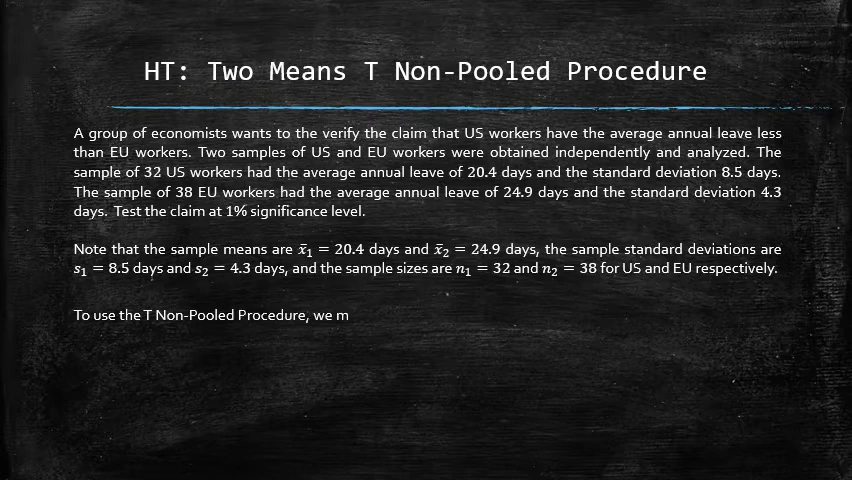 HT: Two Means T Non-Pooled Procedure
A group of economists wants to the verify the claim that US workers have the average annual leave less
than EU workers. Two samples of US and EU workers were obtained independently and analyzed. The
sample of 32 US workers had the average annual leave of 20.4 days and the standard deviation 8.5 days.
The sample of 38 EU workers had the average annual leave of 24.9 days and the standard deviation 4.3
days. Test the claim at 1% significance level.
Note that the sample means are x̄₁ = 20.4 days and x̄₂ = 24.9 days, the sample standard deviations are
s₁ = 8.5 days and s₂ = 4.3 days, and the sample sizes are n₁ = 32 and n₂ = 38 for US and EU respectively.
To use the T Non-Pooled Procedure, we m